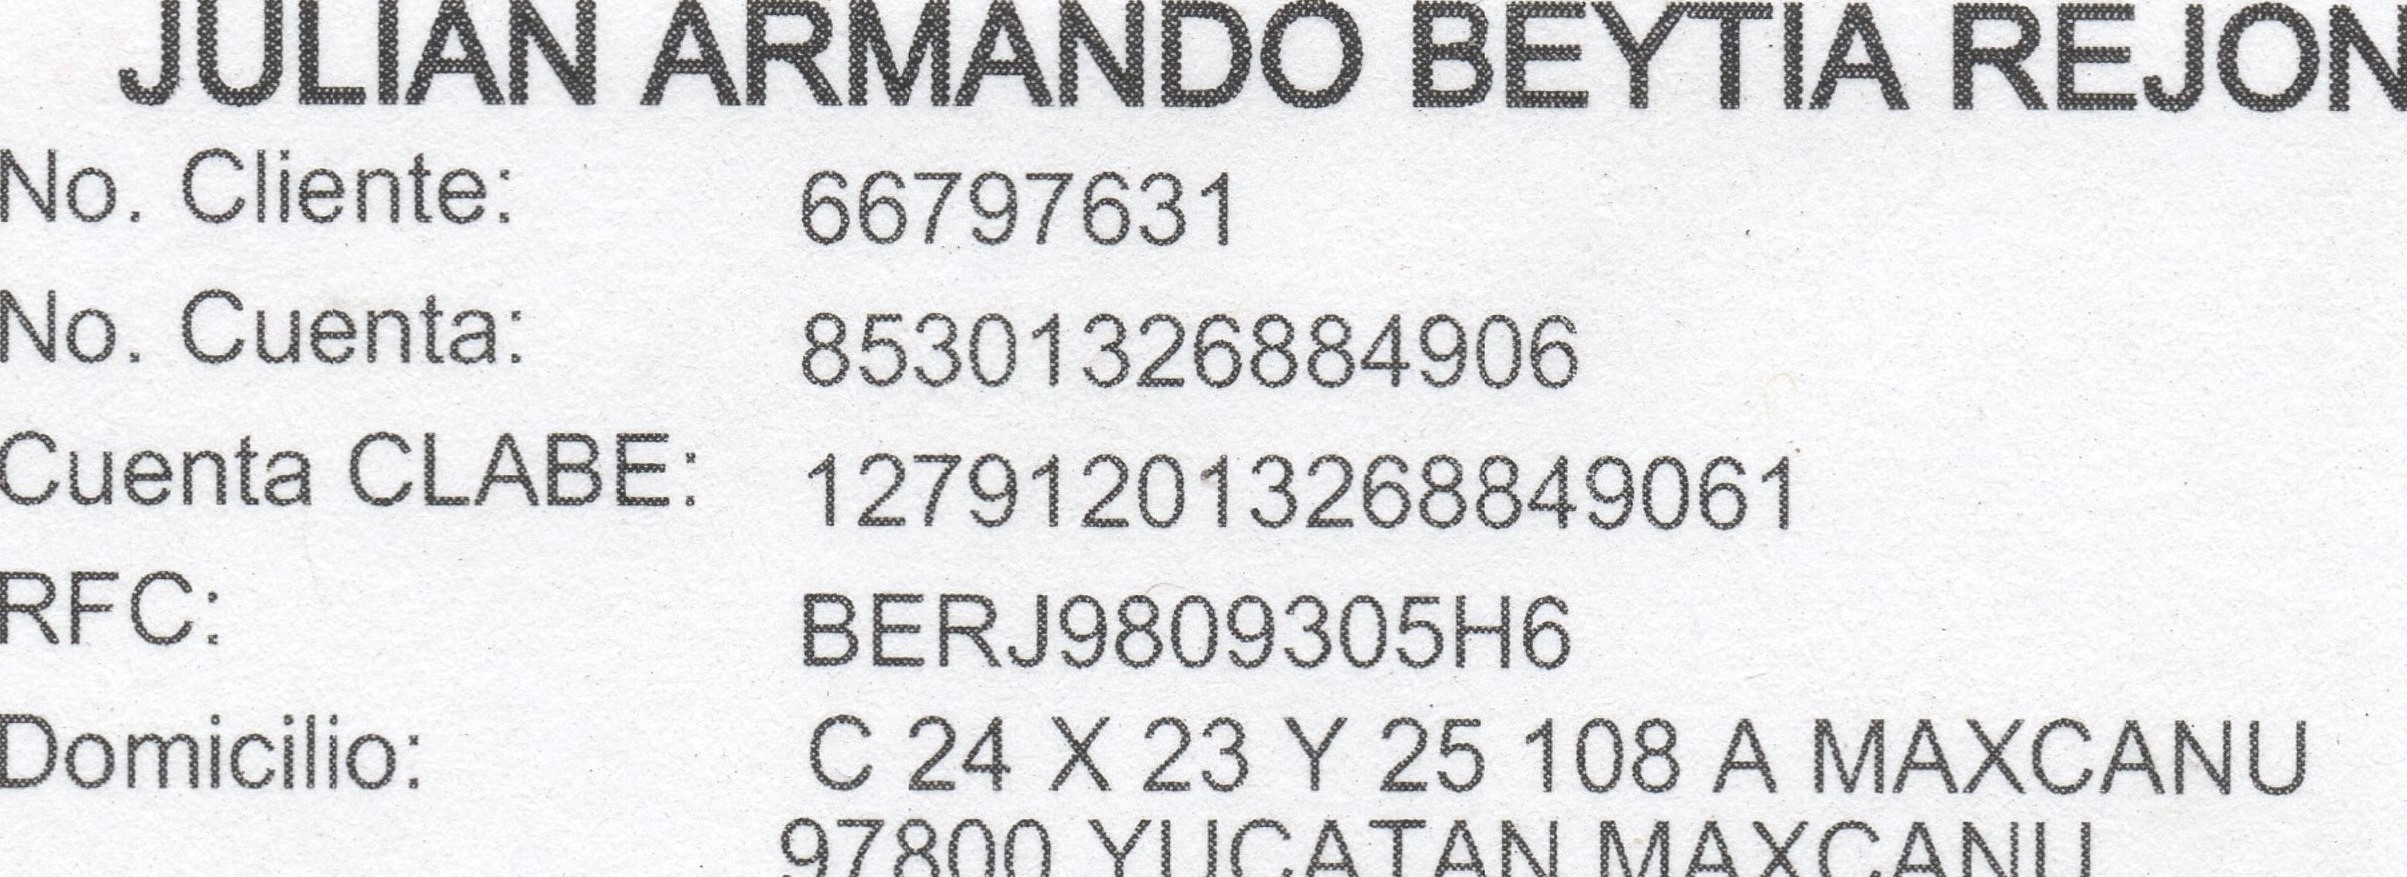 JULIAN ARMANDO BEYTIA REJON
No. Cliente: 66797631
No. Cuenta: 85301326884906
Cuenta CLABE: 127912013268849061
RFC: BERJ9809305H6
Domicilio: C 24 X 23 Y 25 108 A MAXCANU
97800 YUCATAN MAXCANU